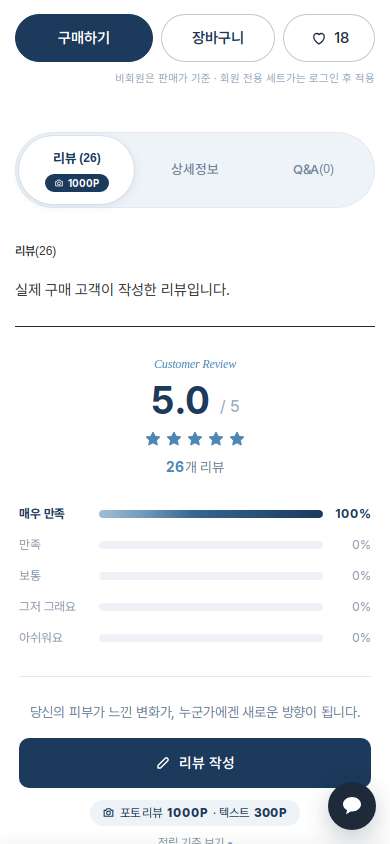 구매하기 장바구니 18
비회원은 판매가 기준 · 회원 전용 세트가는 로그인 후 적용
리뷰 (26) 상세정보 Q&A(0)
1000P
리뷰(26)
실제 구매 고객이 작성한 리뷰입니다.
Customer Review
5.0 / 5
26개 리뷰
매우 만족 100%
만족 0%
보통 0%
그저 그래요 0%
아쉬워요 0%
당신의 피부가 느낀 변화가, 누군가에겐 새로운 방향이 됩니다.
리뷰 작성
포토리뷰 1000P · 텍스트 300P
적립 기준 보기